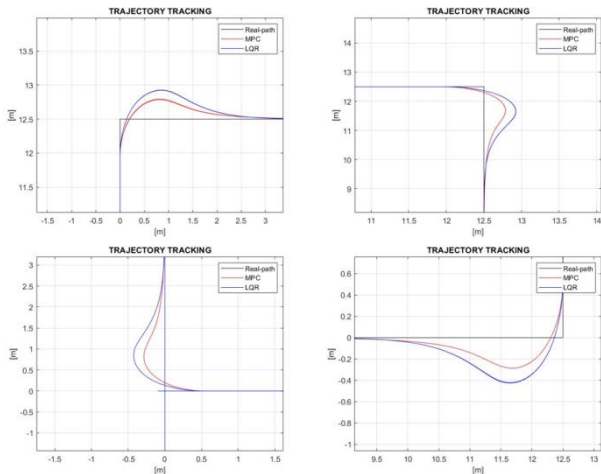 TRAJECTORY TRACKING
Real-path
MPC
LQR
13.5
13
12.5
12
11.5
[m]
-1.5 -1 -0.5 0 0.5 1 1.5 2 2.5 3
[m]
TRAJECTORY TRACKING
Real-path
MPC
LQR
14
13
12
11
10
9
[m]
11 11.5 12 12.5 13 13.5 14
[m]
TRAJECTORY TRACKING
Real-path
MPC
LQR
3
2.5
2
1.5
1
0.5
0
-0.5
-1
[m]
-1.5 -1 -0.5 0 0.5 1 1.5
[m]
TRAJECTORY TRACKING
Real-path
MPC
LQR
0.6
0.4
0.2
0
-0.2
-0.4
-0.6
-0.8
-1
[m]
9.5 10 10.5 11 11.5 12 12.5 13
[m]